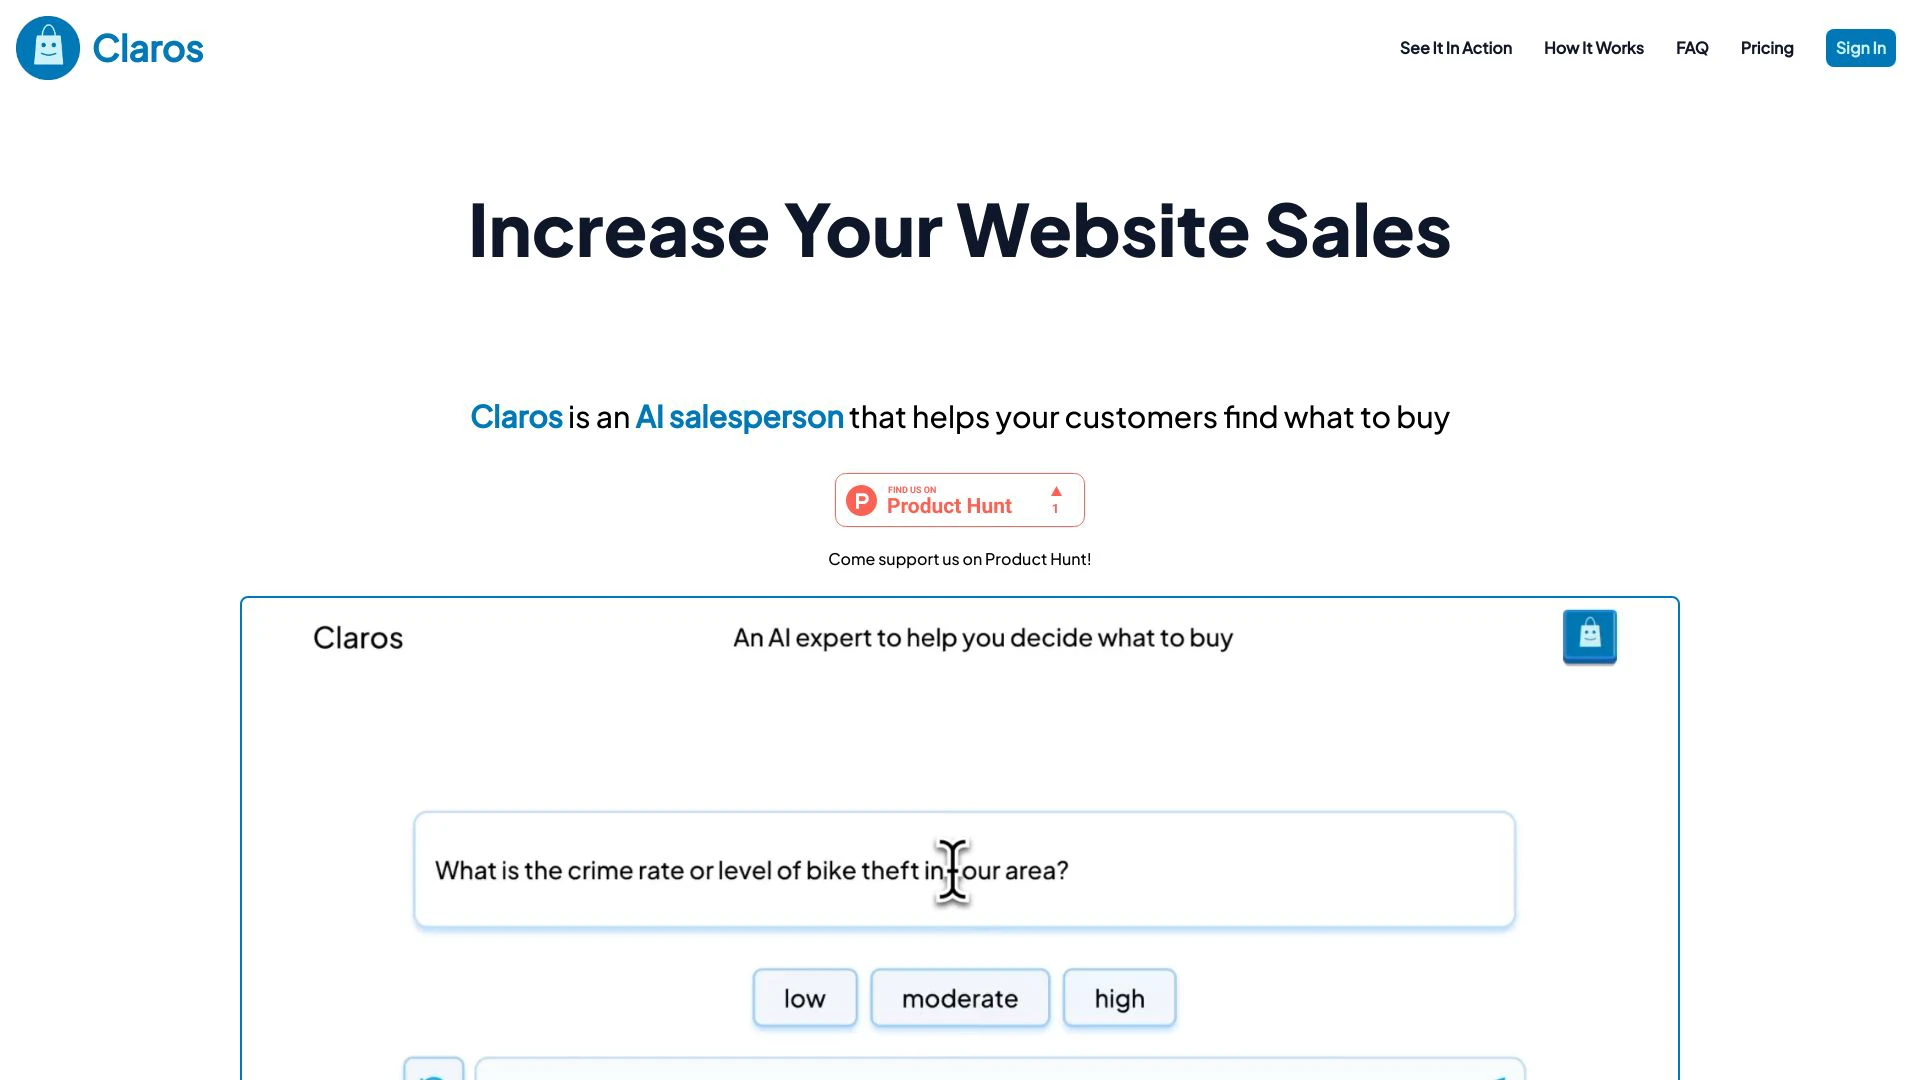 Claros
See It In Action
How It Works
FAQ
Pricing
Sign In
Increase Your Website Sales
Claros is an AI salesperson that helps your customers find what to buy
P
FIND US ON
Product Hunt
1
Come support us on Product Hunt!
Claros
An AI expert to help you decide what to buy
What is the crime rate or level of bike theft in our area?
low
moderate
high